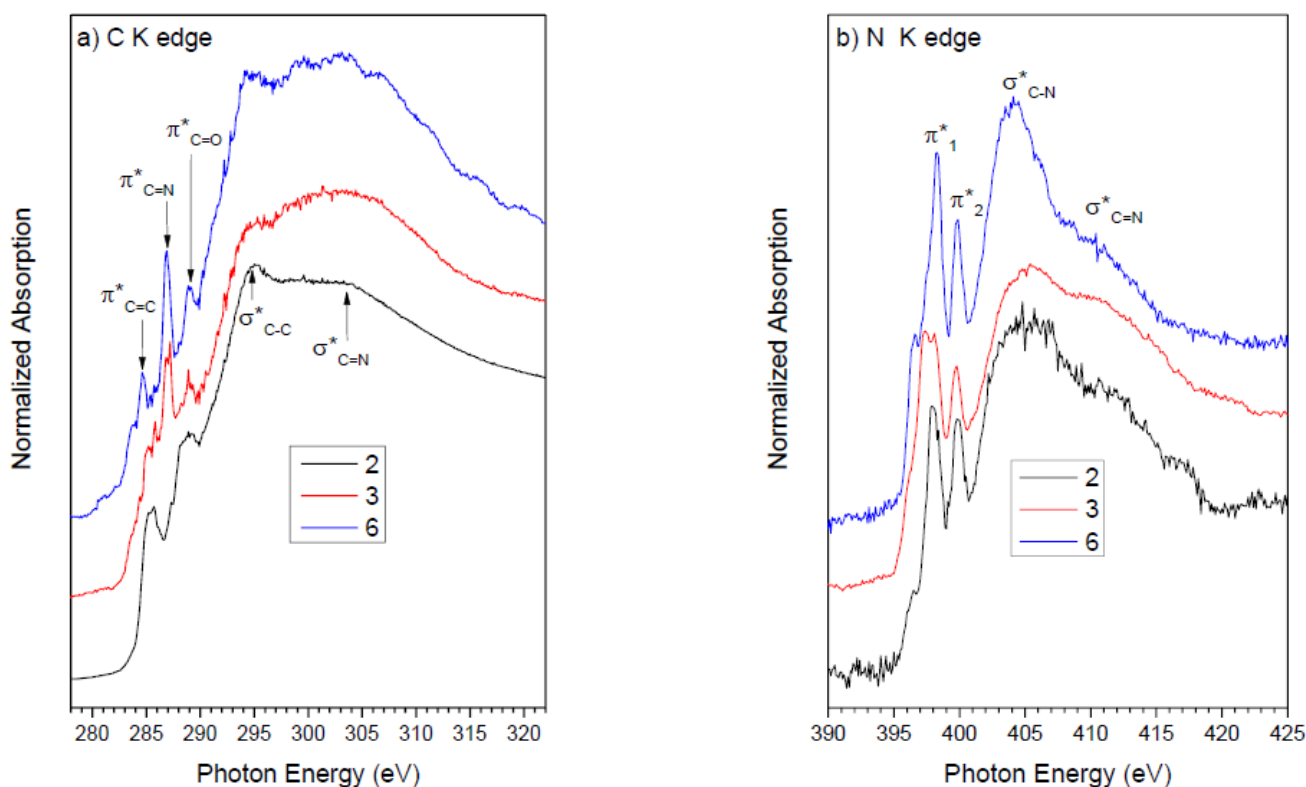 a) C K edge
π*C=O
π*C=N
π*C=C
σ*C-C
σ*C=N
2
3
6
Normalized Absorption
280 285 290 295 300 305 310 315 320
Photon Energy (eV)
b) N K edge
σ*C-N
π*1
π*2
σ*C=N
2
3
6
Normalized Absorption
390 395 400 405 410 415 420 425
Photon Energy (eV)